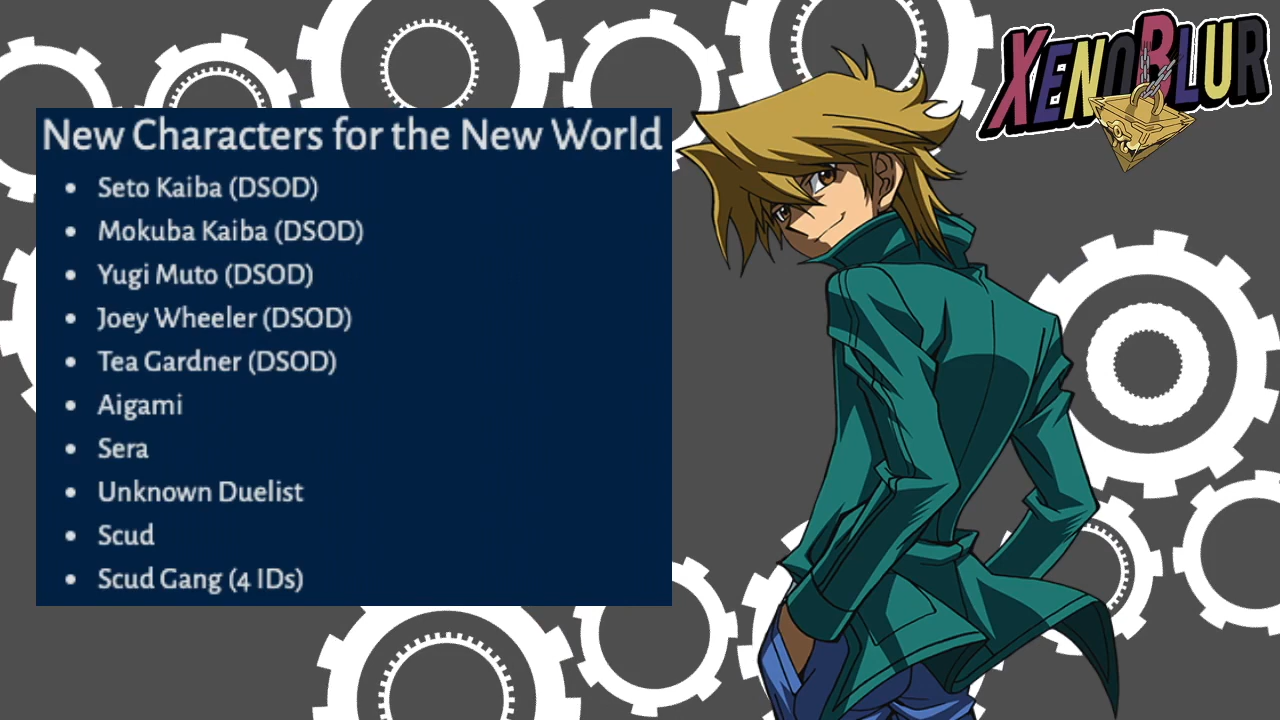 XENOBLUR
New Characters for the New World
• Seto Kaiba (DSOD)
• Mokuba Kaiba (DSOD)
• Yugi Muto (DSOD)
• Joey Wheeler (DSOD)
• Tea Gardner (DSOD)
• Aigami
• Sera
• Unknown Duelist
• Scud
• Scud Gang (4 IDs)